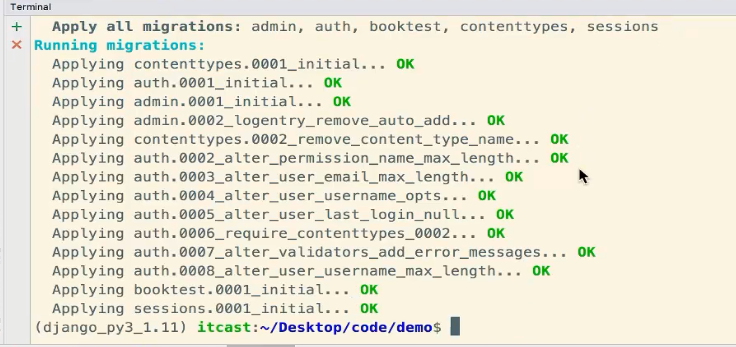 Terminal
Apply all migrations: admin, auth, booktest, contenttypes, sessions
Running migrations:
Applying contenttypes.0001_initial... OK
Applying auth.0001_initial... OK
Applying admin.0001_initial... OK
Applying admin.0002_logentry_remove_auto_add... OK
Applying contenttypes.0002_remove_content_type_name... OK
Applying auth.0002_alter_permission_name_max_length... OK
Applying auth.0003_alter_user_email_max_length... OK
Applying auth.0004_alter_user_username_opts... OK
Applying auth.0005_alter_user_last_login_null... OK
Applying auth.0006_require_contenttypes_0002... OK
Applying auth.0007_alter_validators_add_error_messages... OK
Applying auth.0008_alter_user_username_max_length... OK
Applying booktest.0001_initial... OK
Applying sessions.0001_initial... OK
(django_py3_1.11) itcast:~/Desktop/code/demo$